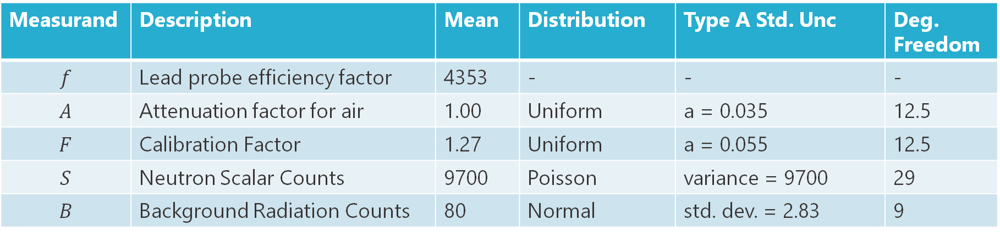 Measurand Description Mean Distribution Type A Std. Unc Deg. Freedom
f Lead probe efficiency factor 4353 - - -
A Attenuation factor for air 1.00 Uniform a = 0.035 12.5
F Calibration Factor 1.27 Uniform a = 0.055 12.5
S Neutron Scalar Counts 9700 Poisson variance = 9700 29
B Background Radiation Counts 80 Normal std. dev. = 2.83 9